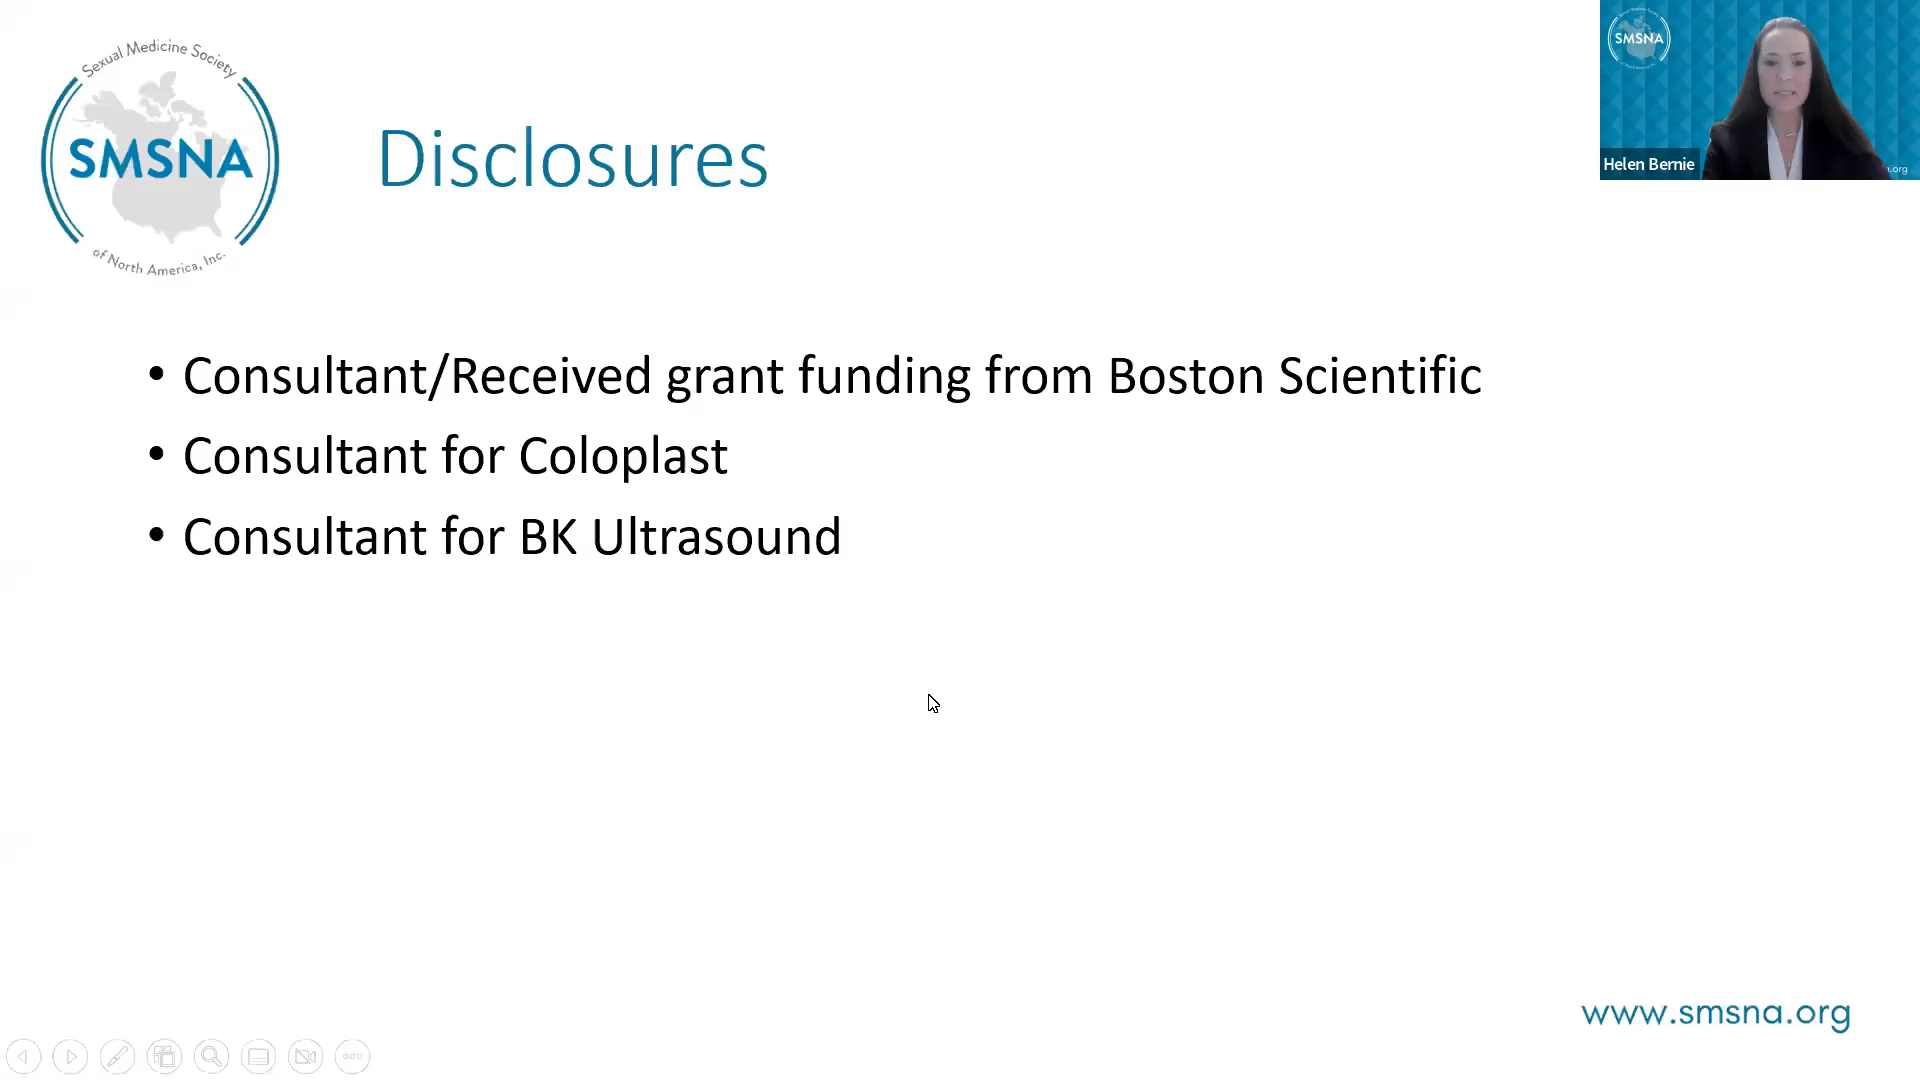 Sexual Medicine Society
SMSNA
of North America, Inc.
Disclosures
SMSNA
Helen Bernie
.org
• Consultant/Received grant funding from Boston Scientific
• Consultant for Coloplast
• Consultant for BK Ultrasound
www.smsna.org